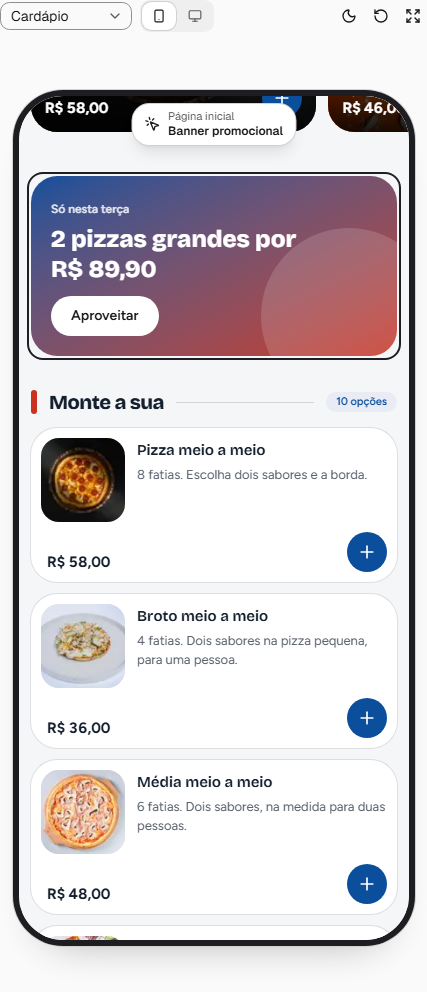 Cardápio
R$ 58,00
R$ 46,0
Página inicial
Banner promocional
Só nesta terça
2 pizzas grandes por
R$ 89,90
Aproveitar
Monte a sua
10 opções
Pizza meio a meio
8 fatias. Escolha dois sabores e a borda.
R$ 58,00
Broto meio a meio
4 fatias. Dois sabores na pizza pequena,
para uma pessoa.
R$ 36,00
Média meio a meio
6 fatias. Dois sabores, na medida para duas
pessoas.
R$ 48,00